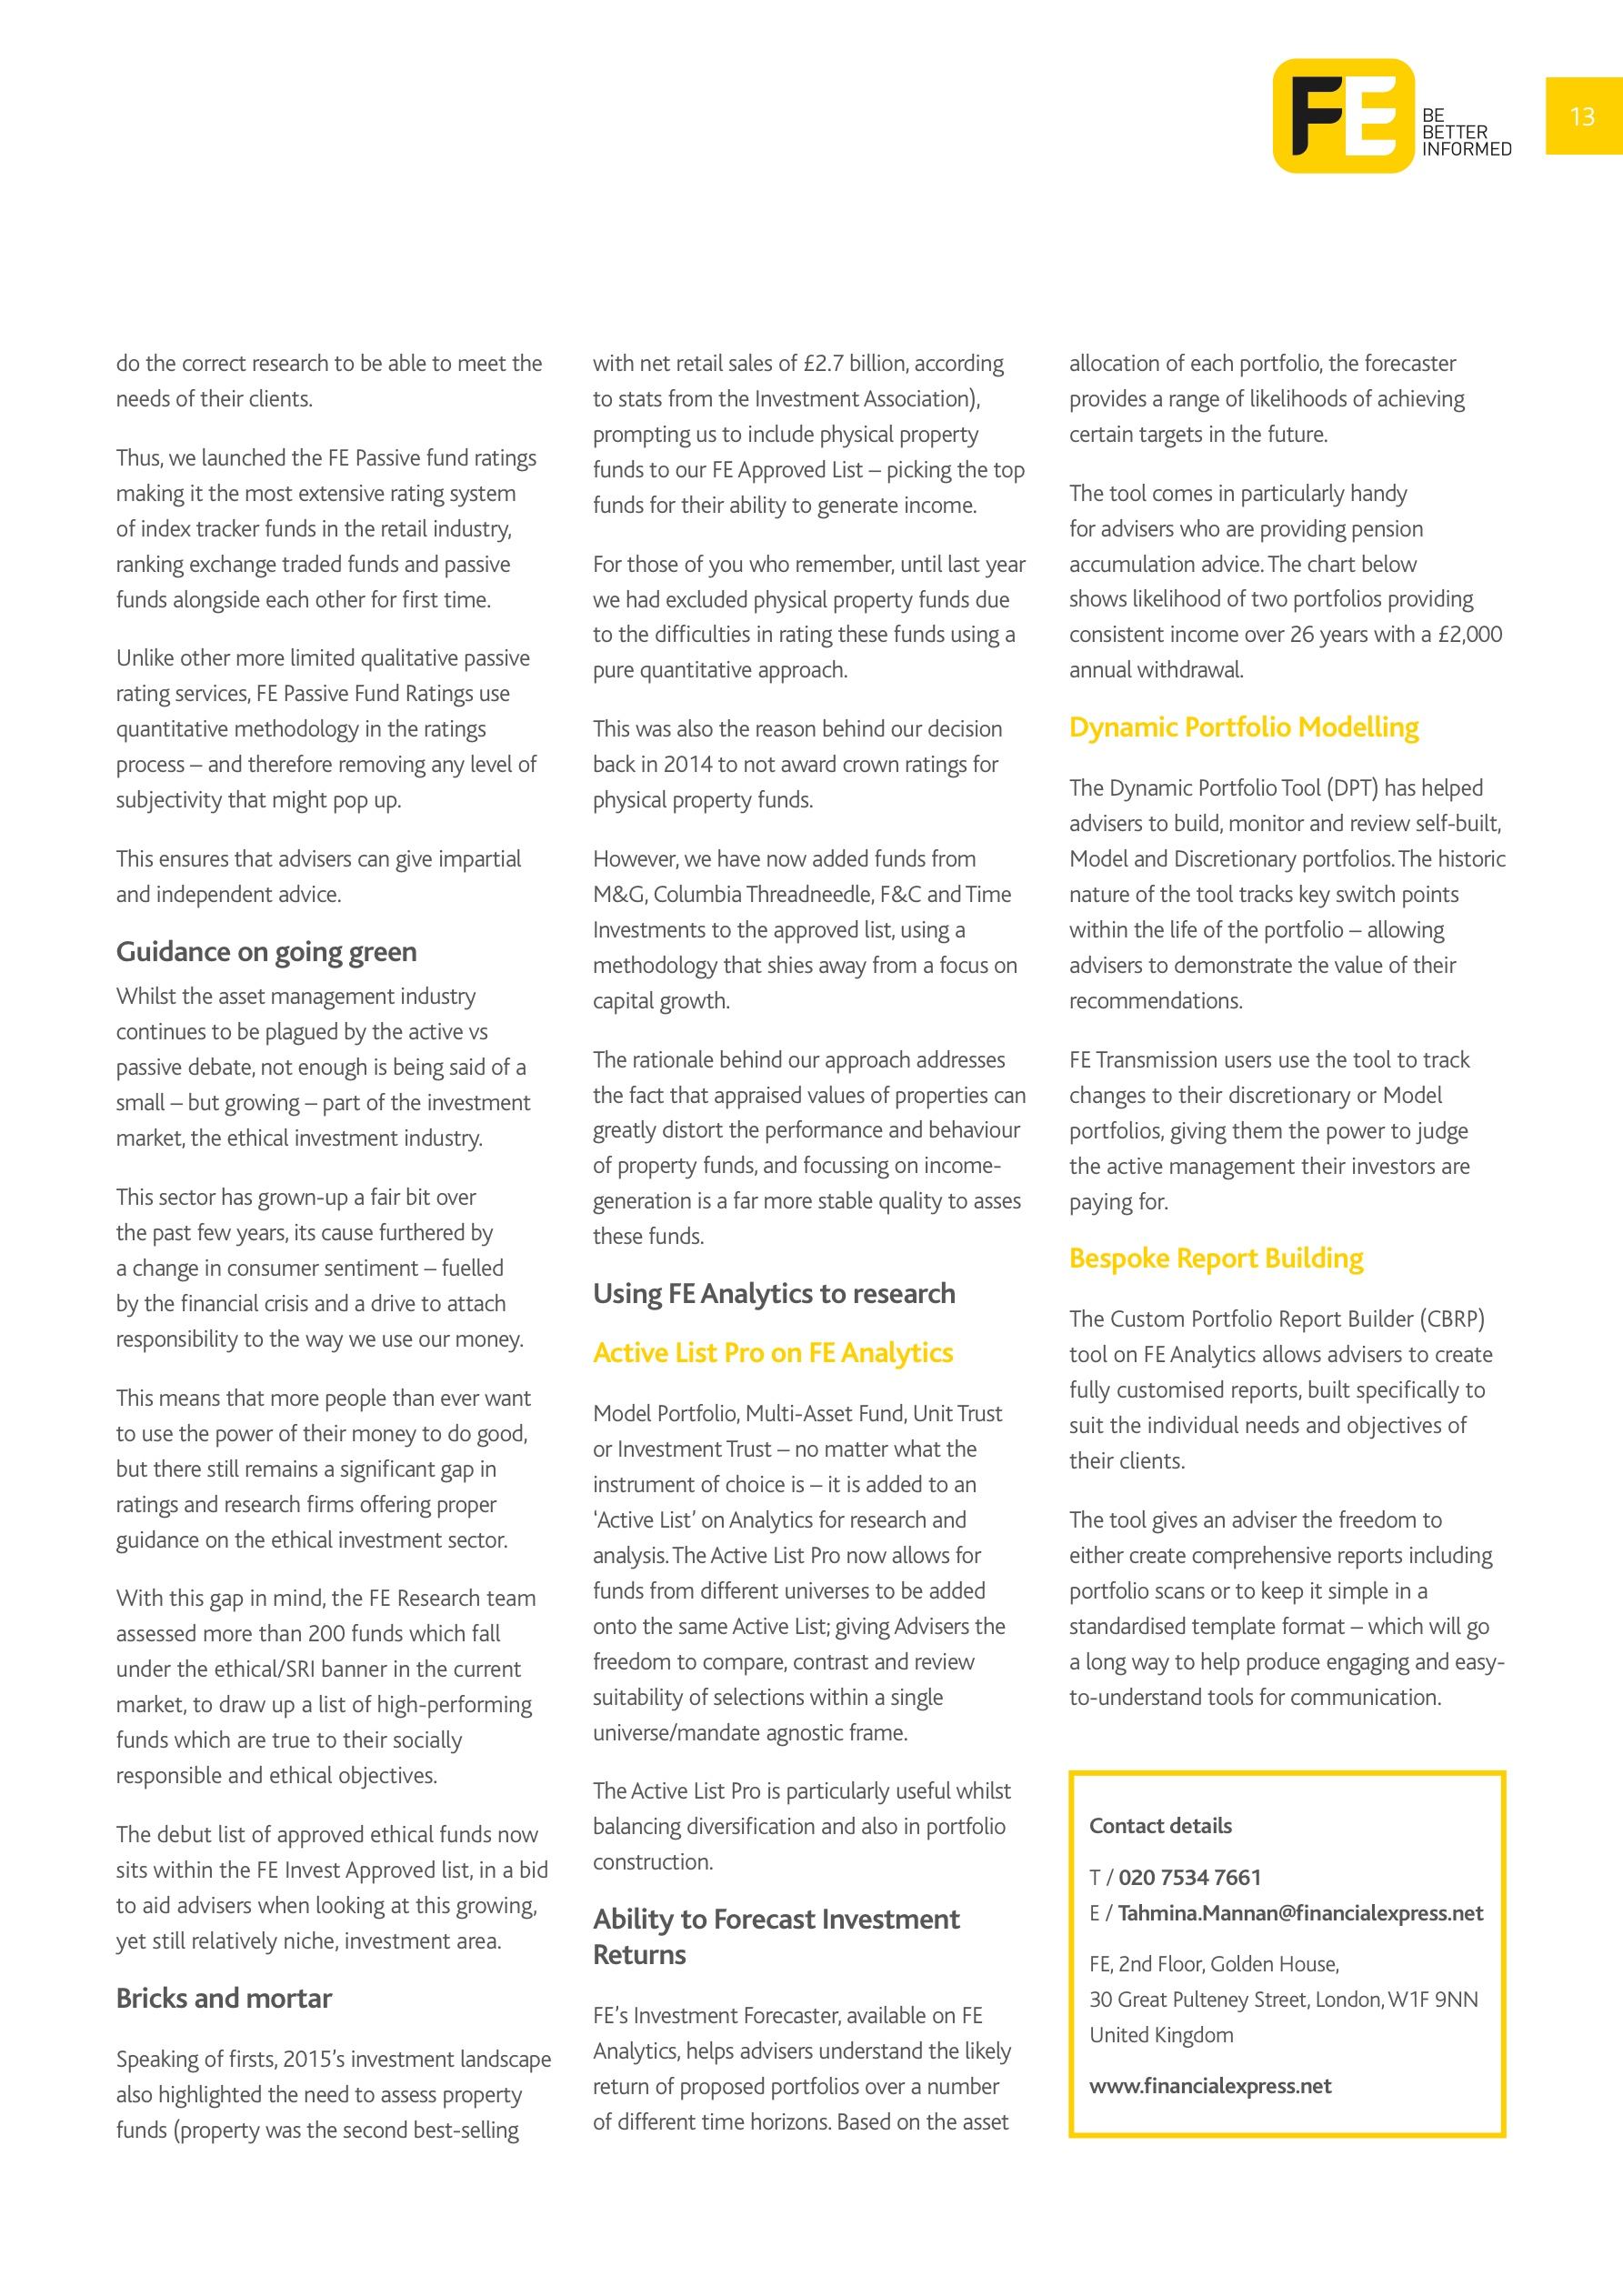 FE
BE
BETTER
INFORMED
13
do the correct research to be able to meet the
needs of their clients.
Thus, we launched the FE Passive fund ratings
making it the most extensive rating system
of index tracker funds in the retail industry,
ranking exchange traded funds and passive
funds alongside each other for first time.
Unlike other more limited qualitative passive
rating services, FE Passive Fund Ratings use
quantitative methodology in the ratings
process – and therefore removing any level of
subjectivity that might pop up.
This ensures that advisers can give impartial
and independent advice.
Guidance on going green
Whilst the asset management industry
continues to be plagued by the active vs
passive debate, not enough is being said of a
small – but growing – part of the investment
market, the ethical investment industry.
This sector has grown-up a fair bit over
the past few years, its cause furthered by
a change in consumer sentiment – fuelled
by the financial crisis and a drive to attach
responsibility to the way we use our money.
This means that more people than ever want
to use the power of their money to do good,
but there still remains a significant gap in
ratings and research firms offering proper
guidance on the ethical investment sector.
With this gap in mind, the FE Research team
assessed more than 200 funds which fall
under the ethical/SRI banner in the current
market, to draw up a list of high-performing
funds which are true to their socially
responsible and ethical objectives.
The debut list of approved ethical funds now
sits within the FE Invest Approved list, in a bid
to aid advisers when looking at this growing,
yet still relatively niche, investment area.
Bricks and mortar
Speaking of firsts, 2015’s investment landscape
also highlighted the need to assess property
funds (property was the second best-selling
with net retail sales of £2.7 billion, according
to stats from the Investment Association),
prompting us to include physical property
funds to our FE Approved List – picking the top
funds for their ability to generate income.
For those of you who remember, until last year
we had excluded physical property funds due
to the difficulties in rating these funds using a
pure quantitative approach.
This was also the reason behind our decision
back in 2014 to not award crown ratings for
physical property funds.
However, we have now added funds from
M&G, Columbia Threadneedle, F&C and Time
Investments to the approved list, using a
methodology that shies away from a focus on
capital growth.
The rationale behind our approach addresses
the fact that appraised values of properties can
greatly distort the performance and behaviour
of property funds, and focussing on income-
generation is a far more stable quality to asses
these funds.
Using FE Analytics to research
Active List Pro on FE Analytics
Model Portfolio, Multi-Asset Fund, Unit Trust
or Investment Trust – no matter what the
instrument of choice is – it is added to an
‘Active List’ on Analytics for research and
analysis. The Active List Pro now allows for
funds from different universes to be added
onto the same Active List; giving Advisers the
freedom to compare, contrast and review
suitability of selections within a single
universe/mandate agnostic frame.
The Active List Pro is particularly useful whilst
balancing diversification and also in portfolio
construction.
Ability to Forecast Investment
Returns
FE’s Investment Forecaster, available on FE
Analytics, helps advisers understand the likely
return of proposed portfolios over a number
of different time horizons. Based on the asset
allocation of each portfolio, the forecaster
provides a range of likelihoods of achieving
certain targets in the future.
The tool comes in particularly handy
for advisers who are providing pension
accumulation advice. The chart below
shows likelihood of two portfolios providing
consistent income over 26 years with a £2,000
annual withdrawal.
Dynamic Portfolio Modelling
The Dynamic Portfolio Tool (DPT) has helped
advisers to build, monitor and review self-built,
Model and Discretionary portfolios. The historic
nature of the tool tracks key switch points
within the life of the portfolio – allowing
advisers to demonstrate the value of their
recommendations.
FE Transmission users use the tool to track
changes to their discretionary or Model
portfolios, giving them the power to judge
the active management their investors are
paying for.
Bespoke Report Building
The Custom Portfolio Report Builder (CBRP)
tool on FE Analytics allows advisers to create
fully customised reports, built specifically to
suit the individual needs and objectives of
their clients.
The tool gives an adviser the freedom to
either create comprehensive reports including
portfolio scans or to keep it simple in a
standardised template format – which will go
a long way to help produce engaging and easy-
to-understand tools for communication.
Contact details
T / 020 7534 7661
E / Tahmina.Mannan@financialexpress.net
FE, 2nd Floor, Golden House,
30 Great Pulteney Street, London, W1F 9NN
United Kingdom
www.financialexpress.net